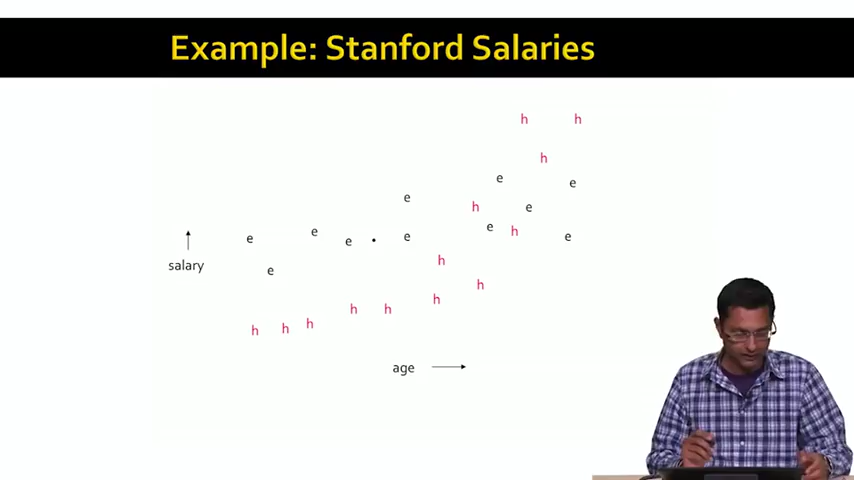 Example: Stanford Salaries
h h
h
e e
e h e
e e e h e
e e e
salary e h
h
h h h
h h h
age